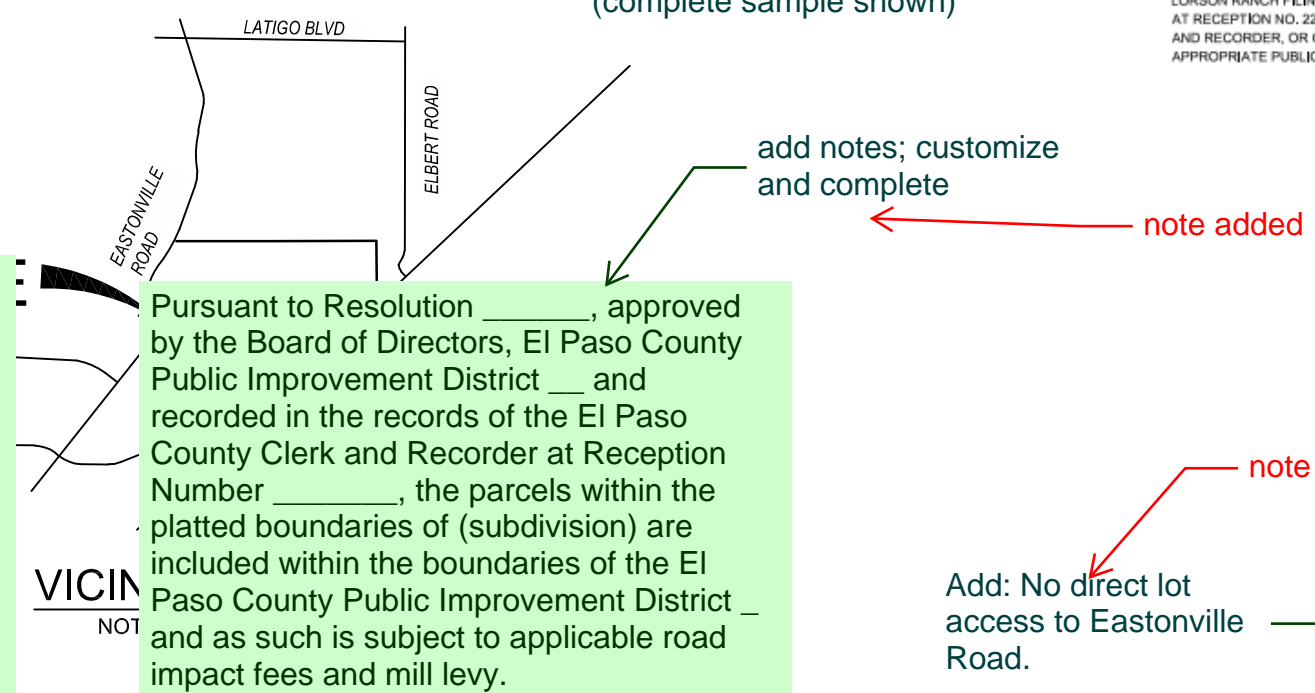 (complete sample shown)
LORSON RANCH FILIN
AT RECEPTION NO. 22
AND RECORDER, OR
APPROPRIATE PUBLIC
LATIGO BLVD
ELBERT ROAD
EASTONVILLE
ROAD
add notes; customize
and complete
note added
Pursuant to Resolution ______, approved
by the Board of Directors, El Paso County
Public Improvement District __ and
recorded in the records of the El Paso
County Clerk and Recorder at Reception
Number _______, the parcels within the
platted boundaries of (subdivision) are
included within the boundaries of the El
Paso County Public Improvement District _
and as such is subject to applicable road
impact fees and mill levy.
VICIN
NOT
note
Add: No direct lot
access to Eastonville
Road.